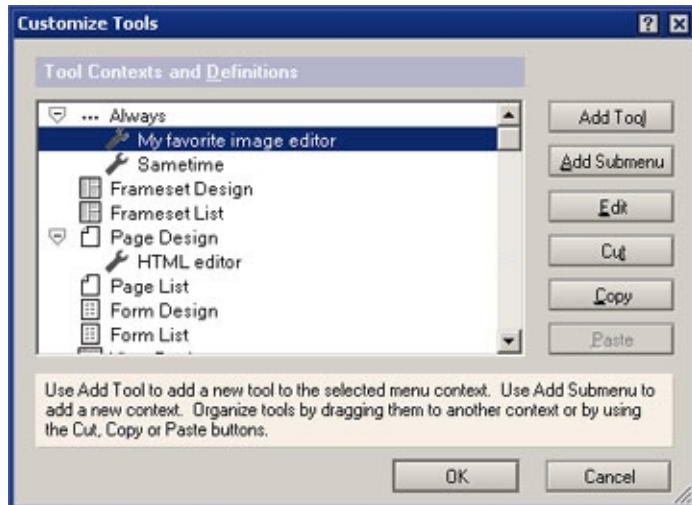 Customize Tools
Tool Contexts and Definitions
... Always
My favorite image editor
Sametime
Frameset Design
Frameset List
Page Design
HTML editor
Page List
Form Design
Form List
Add Tool
Add Submenu
Edit
Cut
Copy
Paste
Use Add Tool to add a new tool to the selected menu context. Use Add Submenu to
add a new context. Organize tools by dragging them to another context or by using
the Cut, Copy or Paste buttons.
OK
Cancel